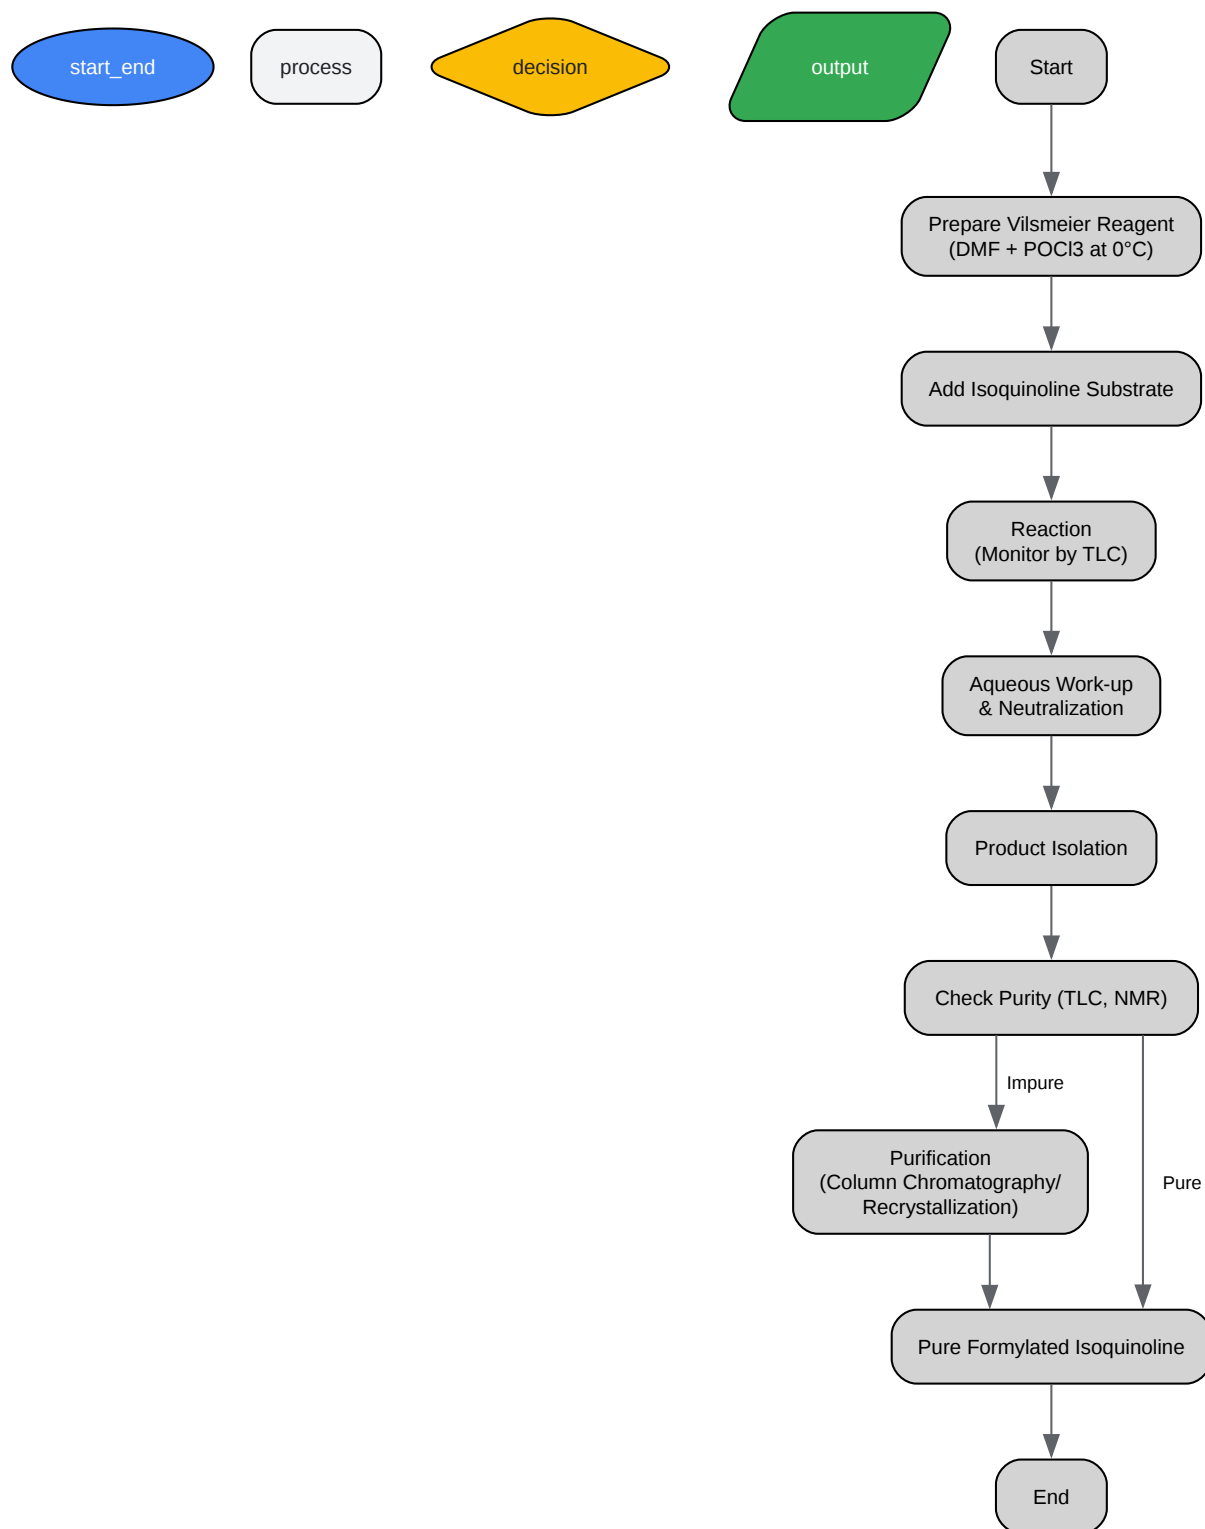 start_end
process
decision
output
Start
Prepare Vilsmeier Reagent
(DMF + POCl3 at 0°C)
Add Isoquinoline Substrate
Reaction
(Monitor by TLC)
Aqueous Work-up
& Neutralization
Product Isolation
Check Purity (TLC, NMR)
Impure
Purification
(Column Chromatography/
Recrystallization)
Pure
Pure Formylated Isoquinoline
End